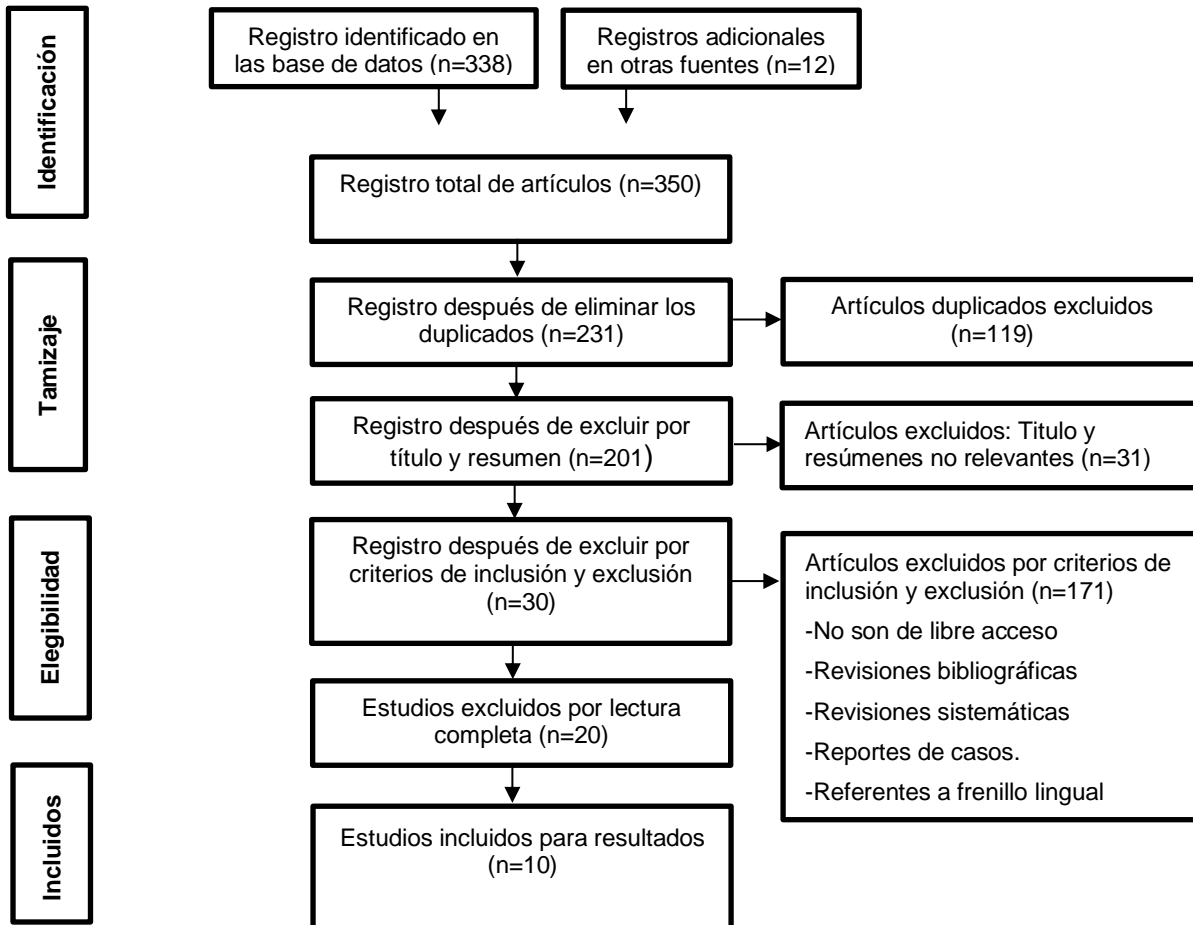 Identificación
Registro identificado en
las base de datos (n=338)
Registros adicionales
en otras fuentes (n=12)
Registro total de artículos (n=350)
Tamizaje
Registro después de eliminar los
duplicados (n=231)
Artículos duplicados excluidos
(n=119)
Registro después de excluir por
título y resumen (n=201)
Artículos excluidos: Titulo y
resúmenes no relevantes (n=31)
Elegibilidad
Registro después de excluir por
criterios de inclusión y exclusión
(n=30)
Artículos excluidos por criterios de
inclusión y exclusión (n=171)
-No son de libre acceso
-Revisiones bibliográficas
-Revisiones sistemáticas
-Reportes de casos.
-Referentes a frenillo lingual
Estudios excluidos por lectura
completa (n=20)
Incluidos
Estudios incluidos para resultados
(n=10)